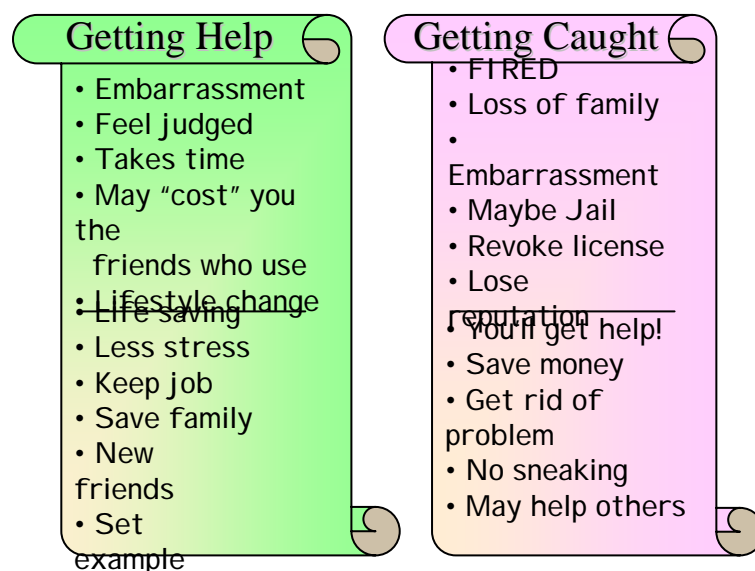 Getting Help
• Embarrassment
• Feel judged
• Takes time
• May “cost” you
the
friends who use
• Lifestyle change
• Life saving
• Less stress
• Keep job
• Save family
• New
friends
• Set
example
Getting Caught
• FIRED
• Loss of family
•
Embarrassment
• Maybe Jail
• Revoke license
• Lose
reputation
• You’ll get help!
• Save money
• Get rid of
problem
• No sneaking
• May help others